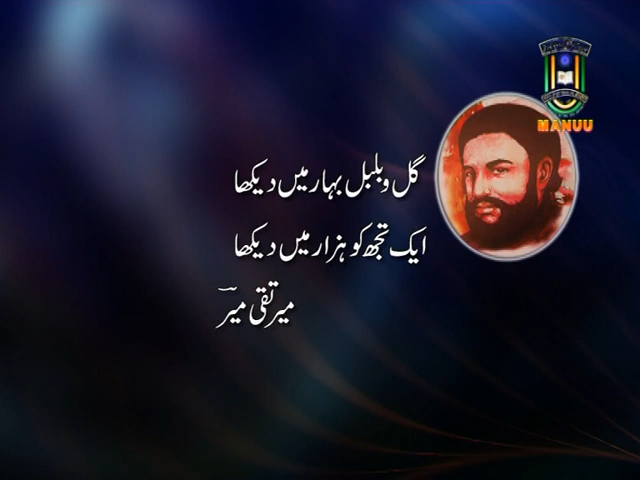 MANUU
گل و بلبل بہار میں دیکھا
ایک تجھ کو ہزار میں دیکھا
میر تقی میرؔ